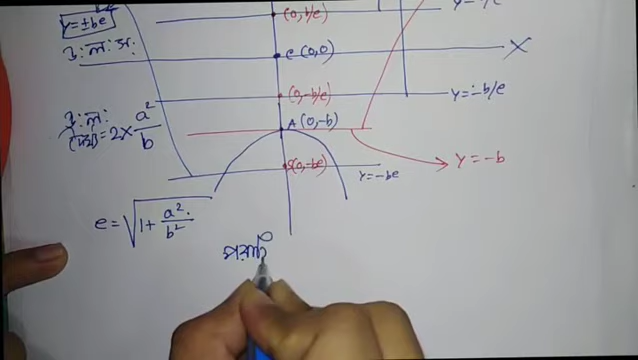 (0, b/e)
y=±be
C (0,0)
X
উ: ল: অ:
(0, -b/e)
y=-b/e
A (0,-b)
উ: ল:
= 2× a²/b
y = -b
S(0, -be)
y=-be
e = √1 + a²/b²